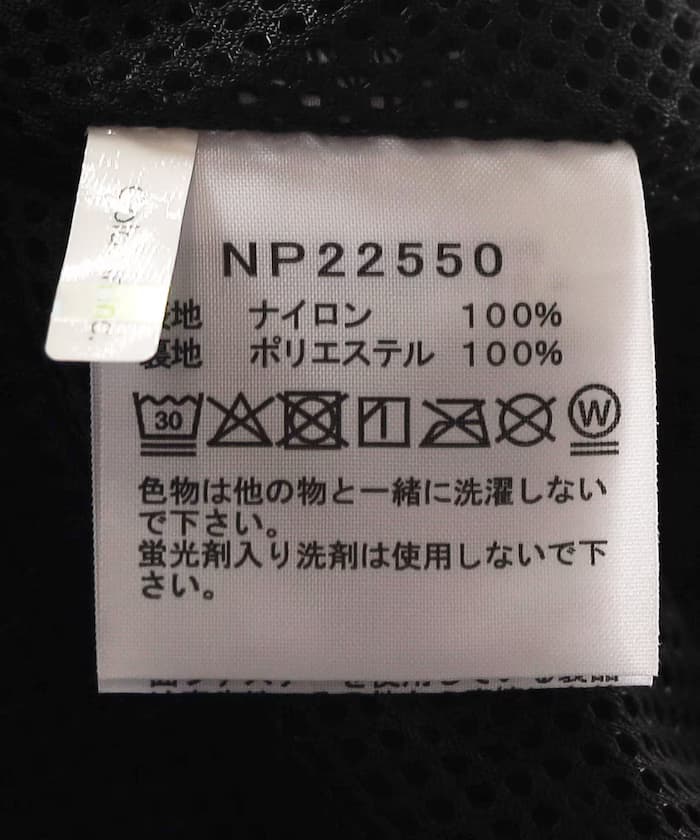 NP22550
地 ナイロン 100%
裏地 ポリエステル 100%
30 W
色物は他の物と一緒に洗濯しない
で下さい。
蛍光剤入り洗剤は使用しないで下
さい。